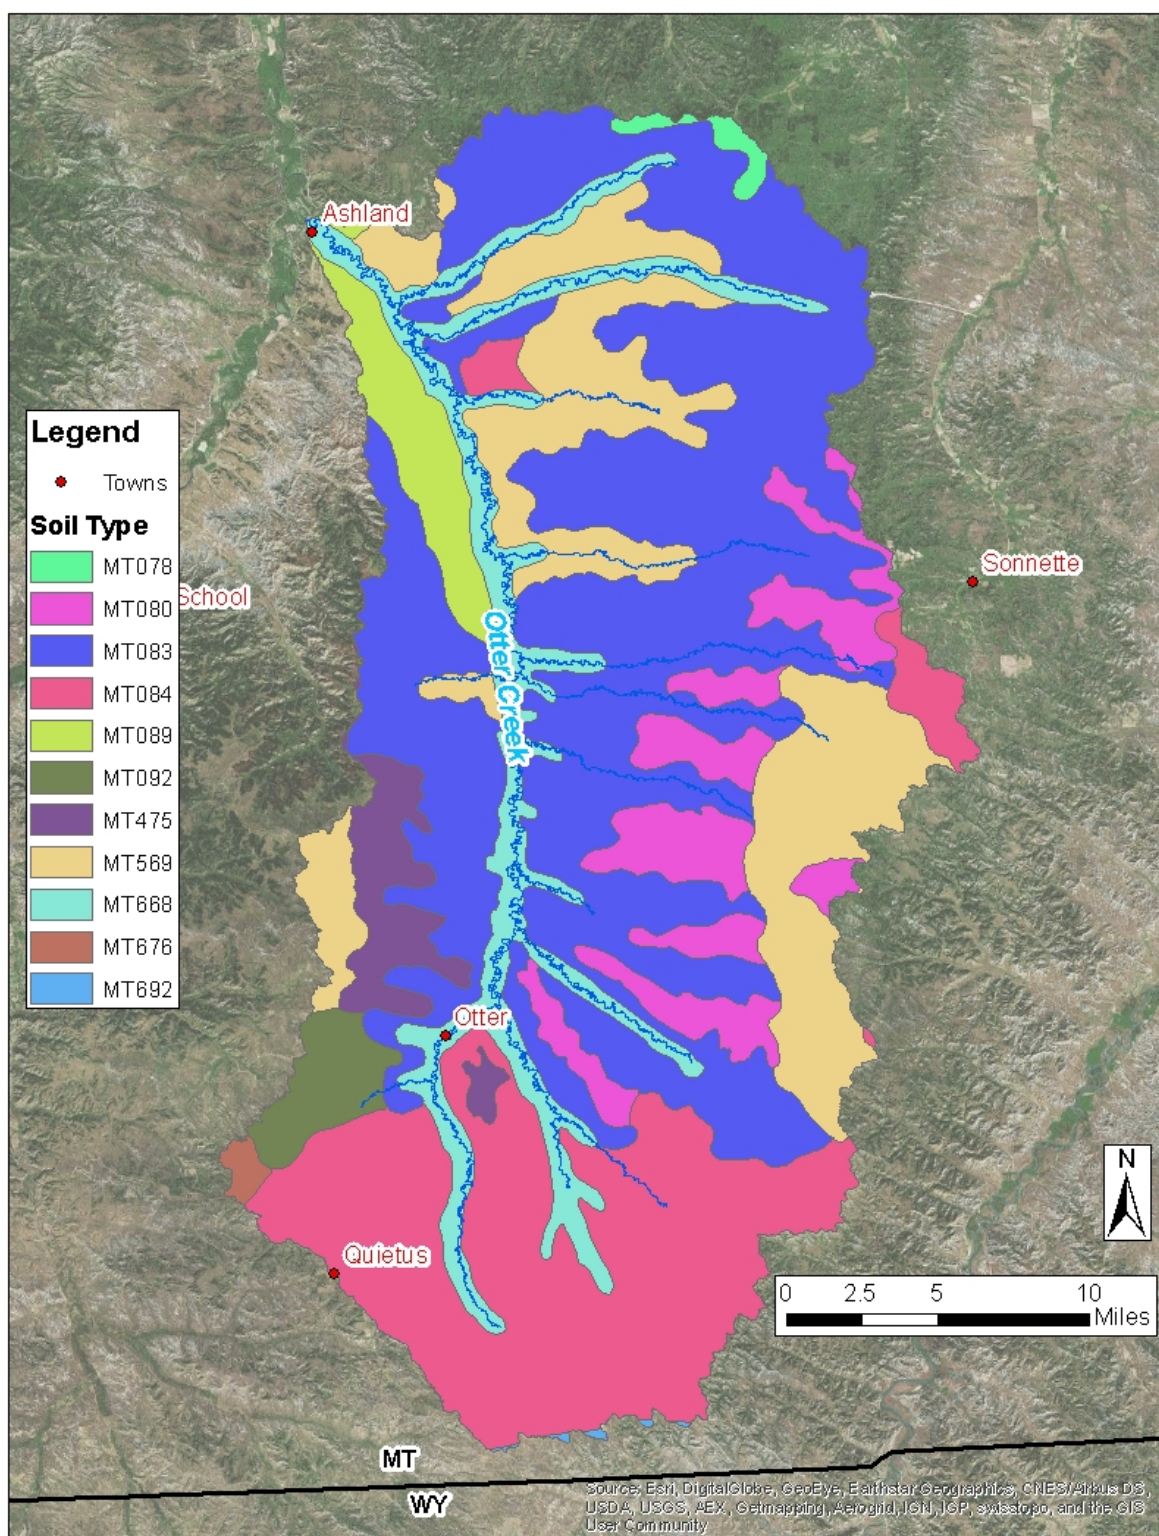 Ashland
Legend
Towns
Soil Type
MT078
MT080
MT083
MT084
MT089
MT092
MT475
MT569
MT668
MT676
MT692
School
Sonnette
Otter Creek
Otter
Quietus
N
0 2.5 5 10
Miles
MT
WY
Source: Esri, DigitalGlobe, GeoEye, Earthstar Geographics, CNES/Airbus DS,
USDA, USGS, AEX, Getmapping, Aerogrid, IGN, IGP, swisstopo, and the GIS
User Community